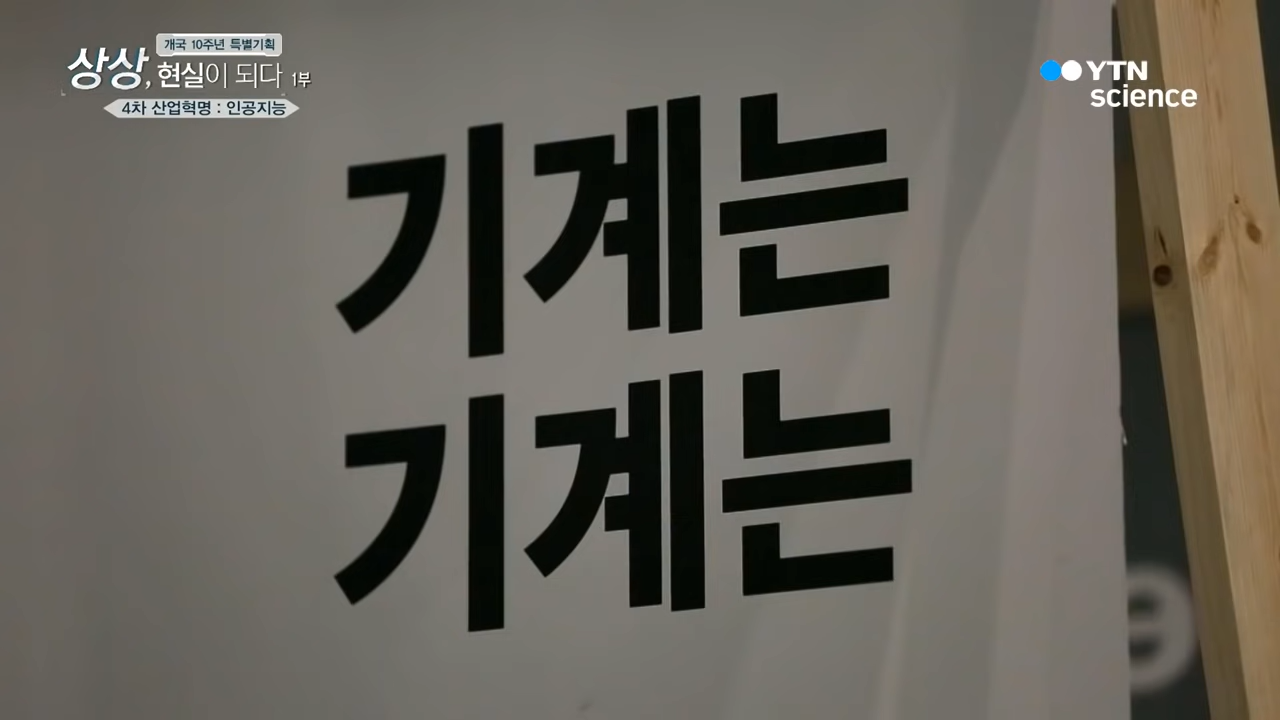 개국 10주년 특별기획
상상, 현실이 되다 1부
4차 산업혁명 : 인공지능
YTN
science
기계는
기계는
e